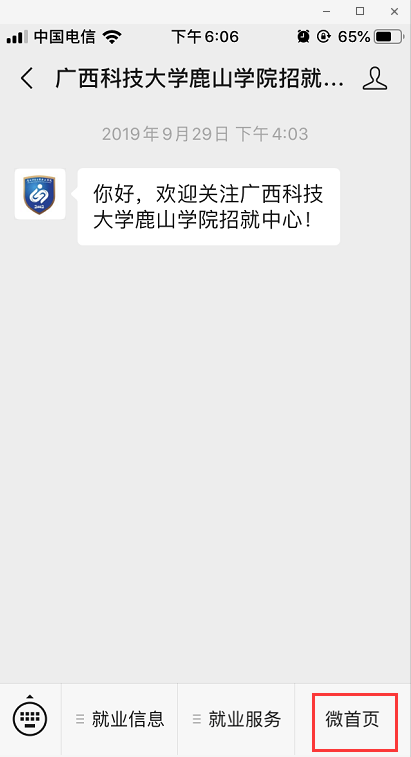 中国电信
下午6:06
65%
广西科技大学鹿山学院招就...
2019年9月29日 下午4:03
你好，欢迎关注广西科技
大学鹿山学院招就中心！
就业信息
就业服务
微首页